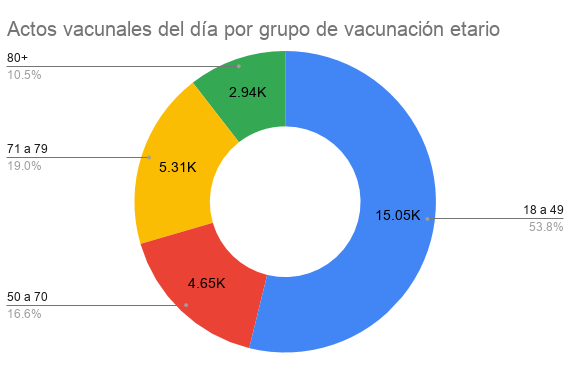 Actos vacunales del día por grupo de vacunación etario
80+
10.5%
2.94K
71 a 79
19.0%
5.31K
15.05K
18 a 49
53.8%
4.65K
50 a 70
16.6%